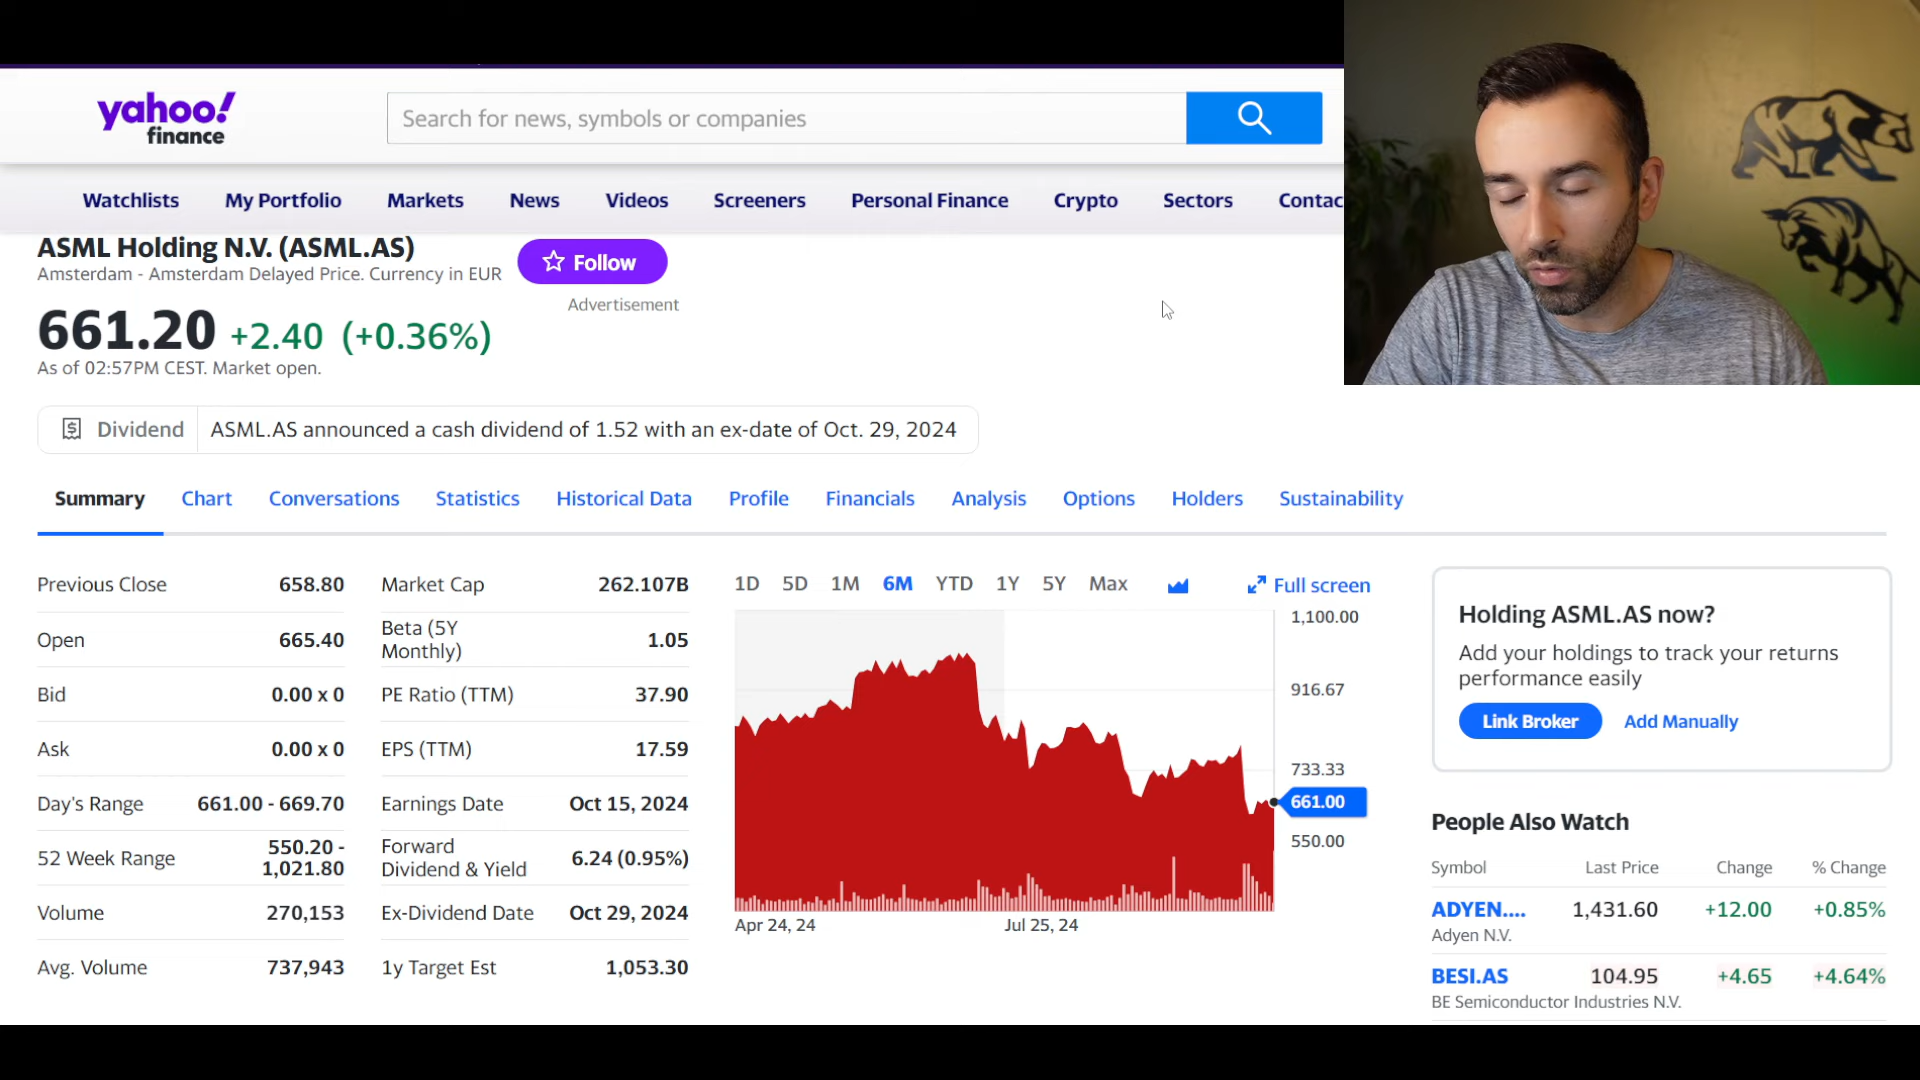 yahoo!
finance
Search for news, symbols or companies
Watchlists My Portfolio Markets News Videos Screeners Personal Finance Crypto Sectors Contac
ASML Holding N.V. (ASML.AS)
Follow
Amsterdam - Amsterdam Delayed Price. Currency in EUR
Advertisement
661.20 +2.40 (+0.36%)
As of 02:57PM CEST. Market open.
Dividend ASML.AS announced a cash dividend of 1.52 with an ex-date of Oct. 29, 2024
Summary Chart Conversations Statistics Historical Data Profile Financials Analysis Options Holders Sustainability
Previous Close 658.80
Open 665.40
Bid 0.00 x 0
Ask 0.00 x 0
Day's Range 661.00 - 669.70
52 Week Range 550.20 -
1,021.80
Volume 270,153
Avg. Volume 737,943
Market Cap 262.107B
Beta (5Y
Monthly) 1.05
PE Ratio (TTM) 37.90
EPS (TTM) 17.59
Earnings Date Oct 15, 2024
Forward
Dividend & Yield 6.24 (0.95%)
Ex-Dividend Date Oct 29, 2024
1y Target Est 1,053.30
1D 5D 1M 6M YTD 1Y 5Y Max Full screen
1,100.00
916.67
733.33
661.00
550.00
Apr 24, 24 Jul 25, 24
Holding ASML.AS now?
Add your holdings to track your returns
performance easily
Link Broker Add Manually
People Also Watch
Symbol Last Price Change % Change
ADYEN.... 1,431.60 +12.00 +0.85%
Adyen N.V.
BESI.AS 104.95 +4.65 +4.64%
BE Semiconductor Industries N.V.